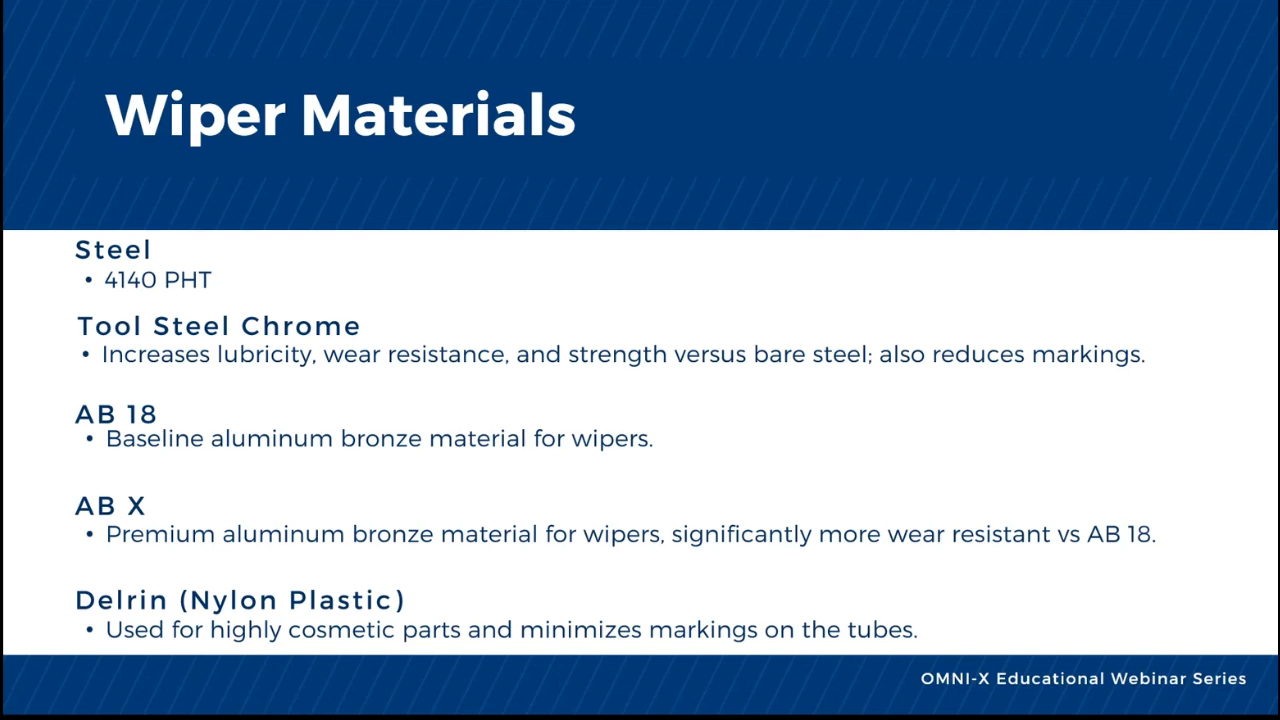 Wiper Materials
Steel
• 4140 PHT
Tool Steel Chrome
• Increases lubricity, wear resistance, and strength versus bare steel; also reduces markings.
AB 18
• Baseline aluminum bronze material for wipers.
AB X
• Premium aluminum bronze material for wipers, significantly more wear resistant vs AB 18.
Delrin (Nylon Plastic)
• Used for highly cosmetic parts and minimizes markings on the tubes.
OMNI-X Educational Webinar Series